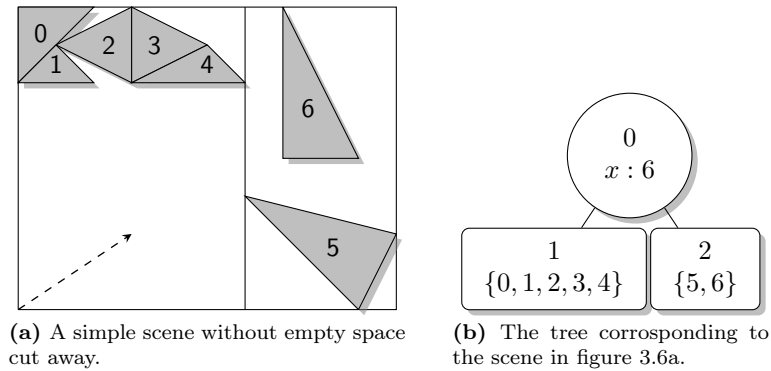 0
1
2
3
4
6
5
(a) A simple scene without empty space
cut away.
0
x : 6
1
{0, 1, 2, 3, 4}
2
{5, 6}
(b) The tree corrosponding to
the scene in figure 3.6a.